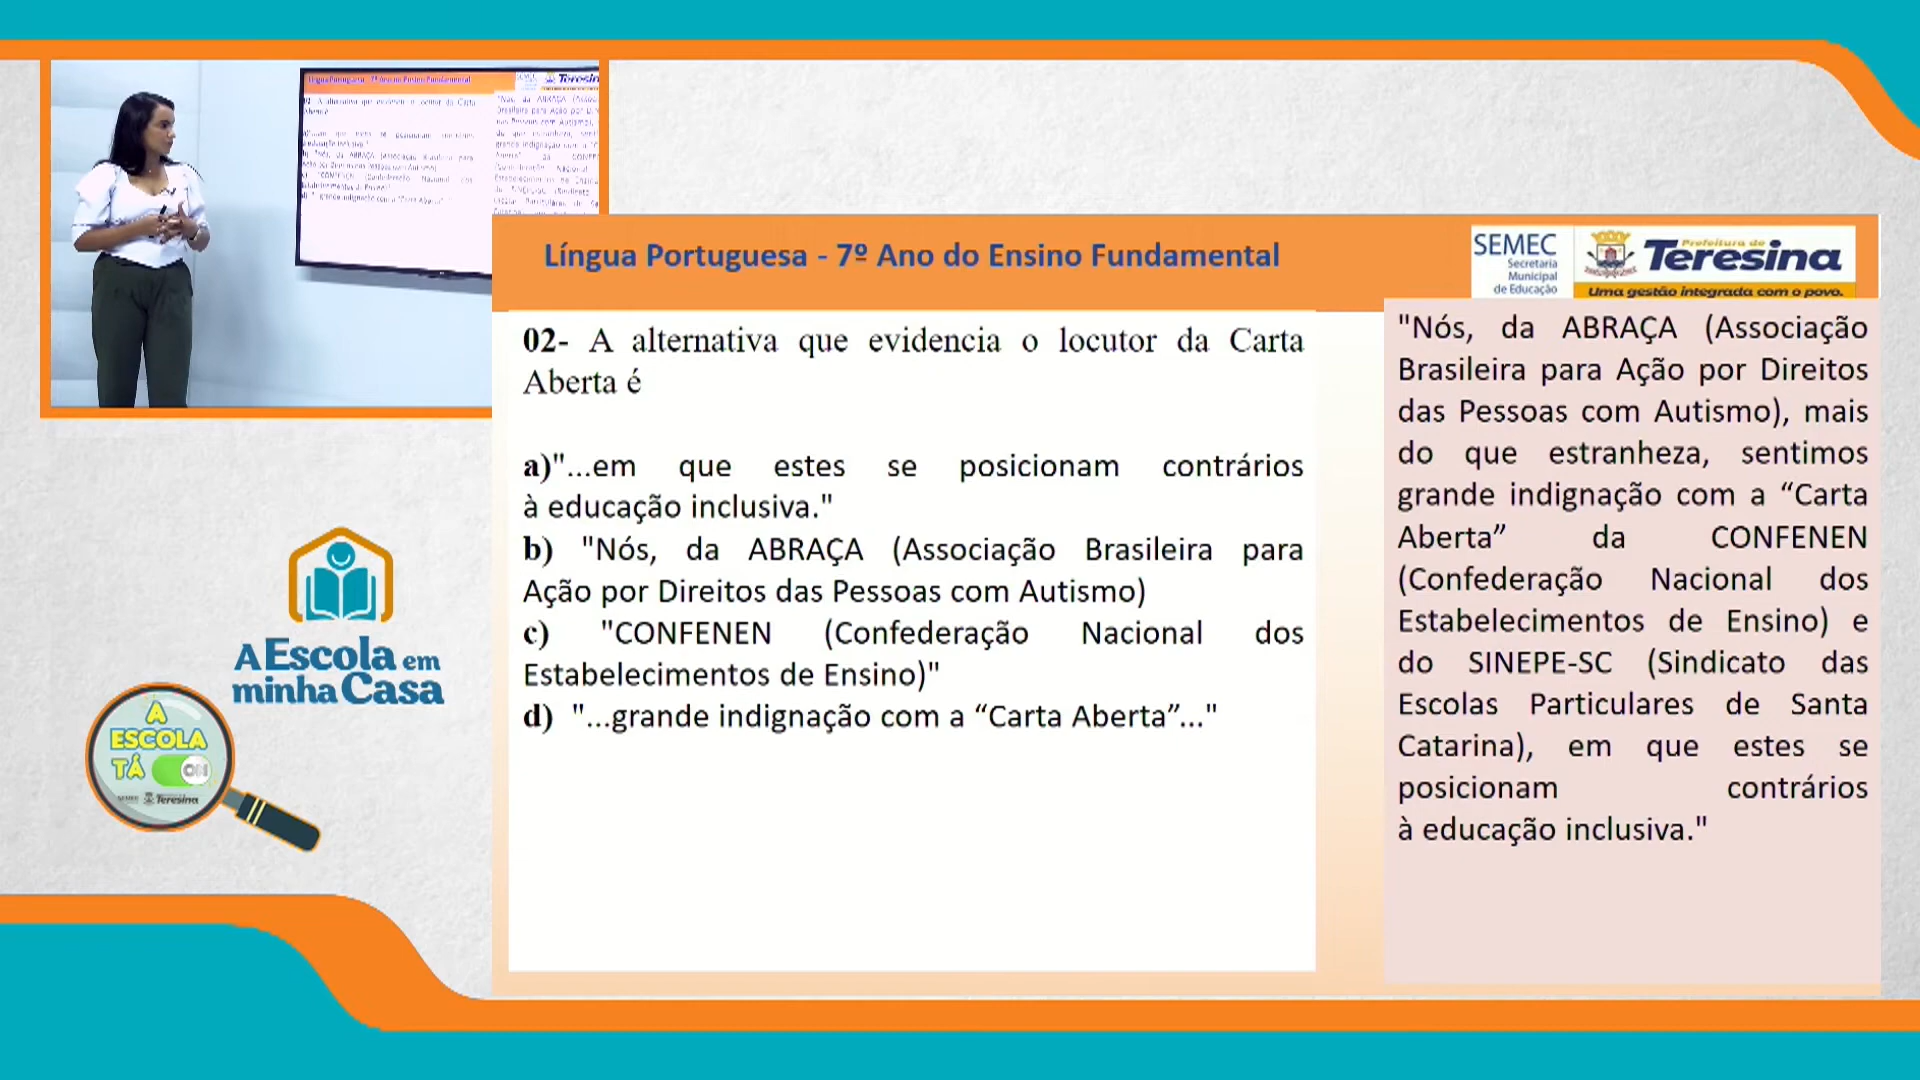 Língua Portuguesa - 7º Ano do Ensino Fundamental
SEMEC
Secretaria
Municipal
de Educação
Prefeitura de
Teresina
Uma gestão integrada com o povo.
02- A alternativa que evidencia o locutor da Carta
Aberta é
a)"...em que estes se posicionam contrários
à educação inclusiva."
b) "Nós, da ABRAÇA (Associação Brasileira para
Ação por Direitos das Pessoas com Autismo)
c) "CONFENEN (Confederação Nacional dos
Estabelecimentos de Ensino)"
d) "...grande indignação com a “Carta Aberta”..."
"Nós, da ABRAÇA (Associação
Brasileira para Ação por Direitos
das Pessoas com Autismo), mais
do que estranheza, sentimos
grande indignação com a “Carta
Aberta” da CONFENEN
(Confederação Nacional dos
Estabelecimentos de Ensino) e
do SINEPE-SC (Sindicato das
Escolas Particulares de Santa
Catarina), em que estes se
posicionam contrários
à educação inclusiva."
A Escola em
minha Casa
A
ESCOLA
TÁ ON
SEMEC Teresina